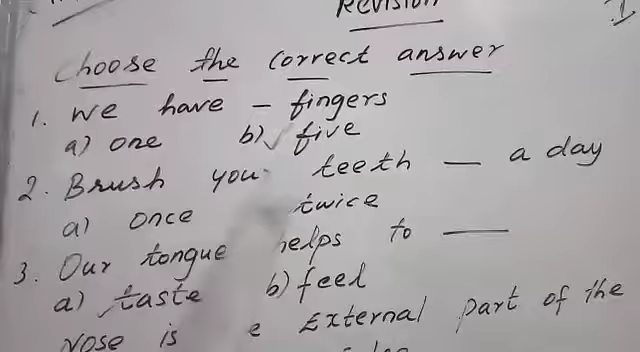 Revision
Choose the correct answer
1. We have — fingers
a) one b) ✓ five
2. Brush you teeth — a day
a) once twice
3. Our tongue helps to —
a) taste b) feel
Nose is e External part of the